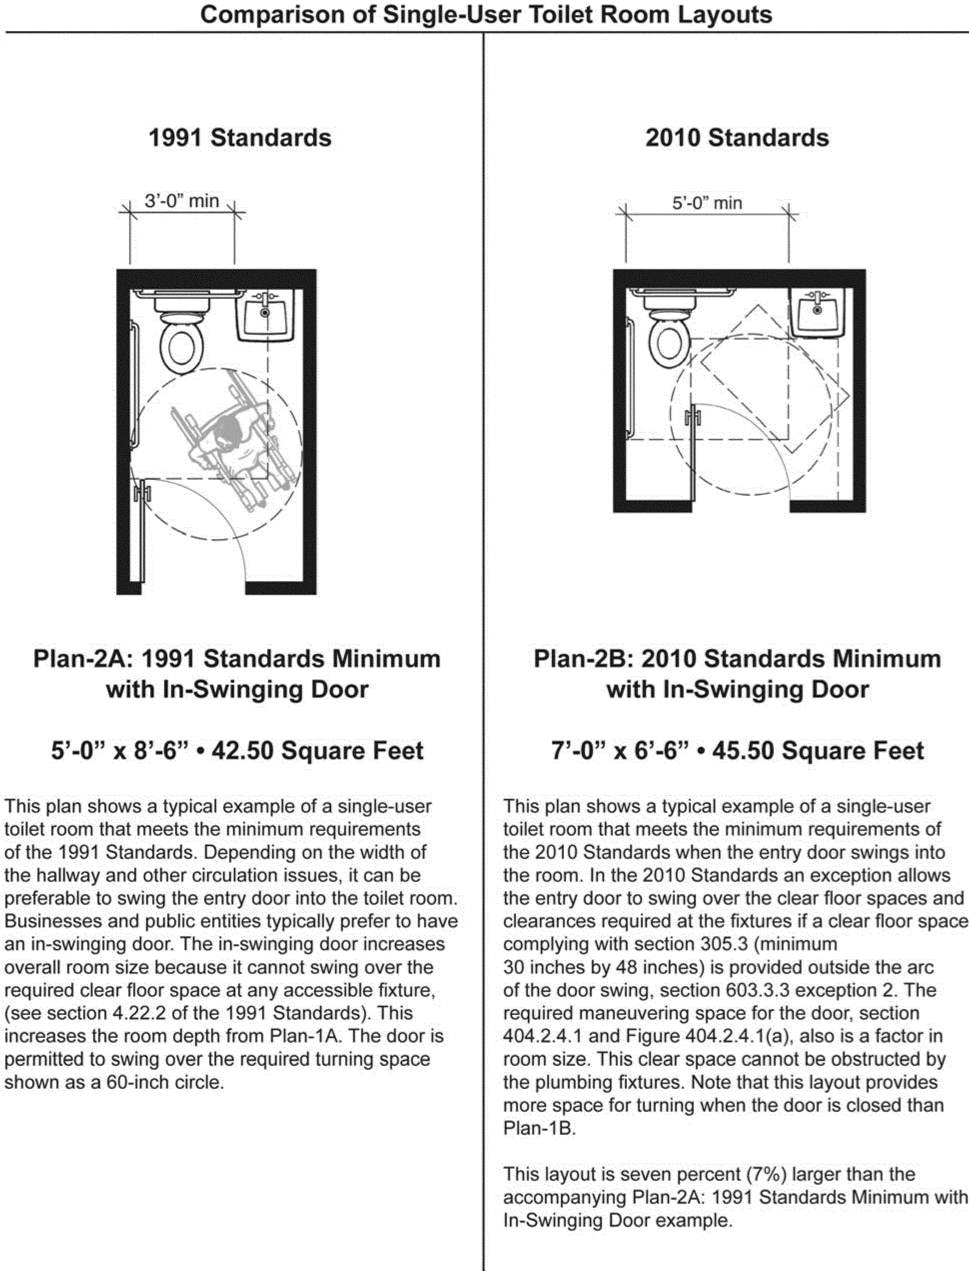 Comparison of Single-User Toilet Room Layouts
1991 Standards
3’-0” min
Plan-2A: 1991 Standards Minimum
with In-Swinging Door
5’-0” x 8’-6” • 42.50 Square Feet
This plan shows a typical example of a single-user
toilet room that meets the minimum requirements
of the 1991 Standards. Depending on the width of
the hallway and other circulation issues, it can be
preferable to swing the entry door into the toilet room.
Businesses and public entities typically prefer to have
an in-swinging door. The in-swinging door increases
overall room size because it cannot swing over the
required clear floor space at any accessible fixture,
(see section 4.22.2 of the 1991 Standards). This
increases the room depth from Plan-1A. The door is
permitted to swing over the required turning space
shown as a 60-inch circle.
2010 Standards
5’-0” min
Plan-2B: 2010 Standards Minimum
with In-Swinging Door
7’-0” x 6’-6” • 45.50 Square Feet
This plan shows a typical example of a single-user
toilet room that meets the minimum requirements of
the 2010 Standards when the entry door swings into
the room. In the 2010 Standards an exception allows
the entry door to swing over the clear floor spaces and
clearances required at the fixtures if a clear floor space
complying with section 305.3 (minimum
30 inches by 48 inches) is provided outside the arc
of the door swing, section 603.3.3 exception 2. The
required maneuvering space for the door, section
404.2.4.1 and Figure 404.2.4.1(a), also is a factor in
room size. This clear space cannot be obstructed by
the plumbing fixtures. Note that this layout provides
more space for turning when the door is closed than
Plan-1B.
This layout is seven percent (7%) larger than the
accompanying Plan-2A: 1991 Standards Minimum with
In-Swinging Door example.